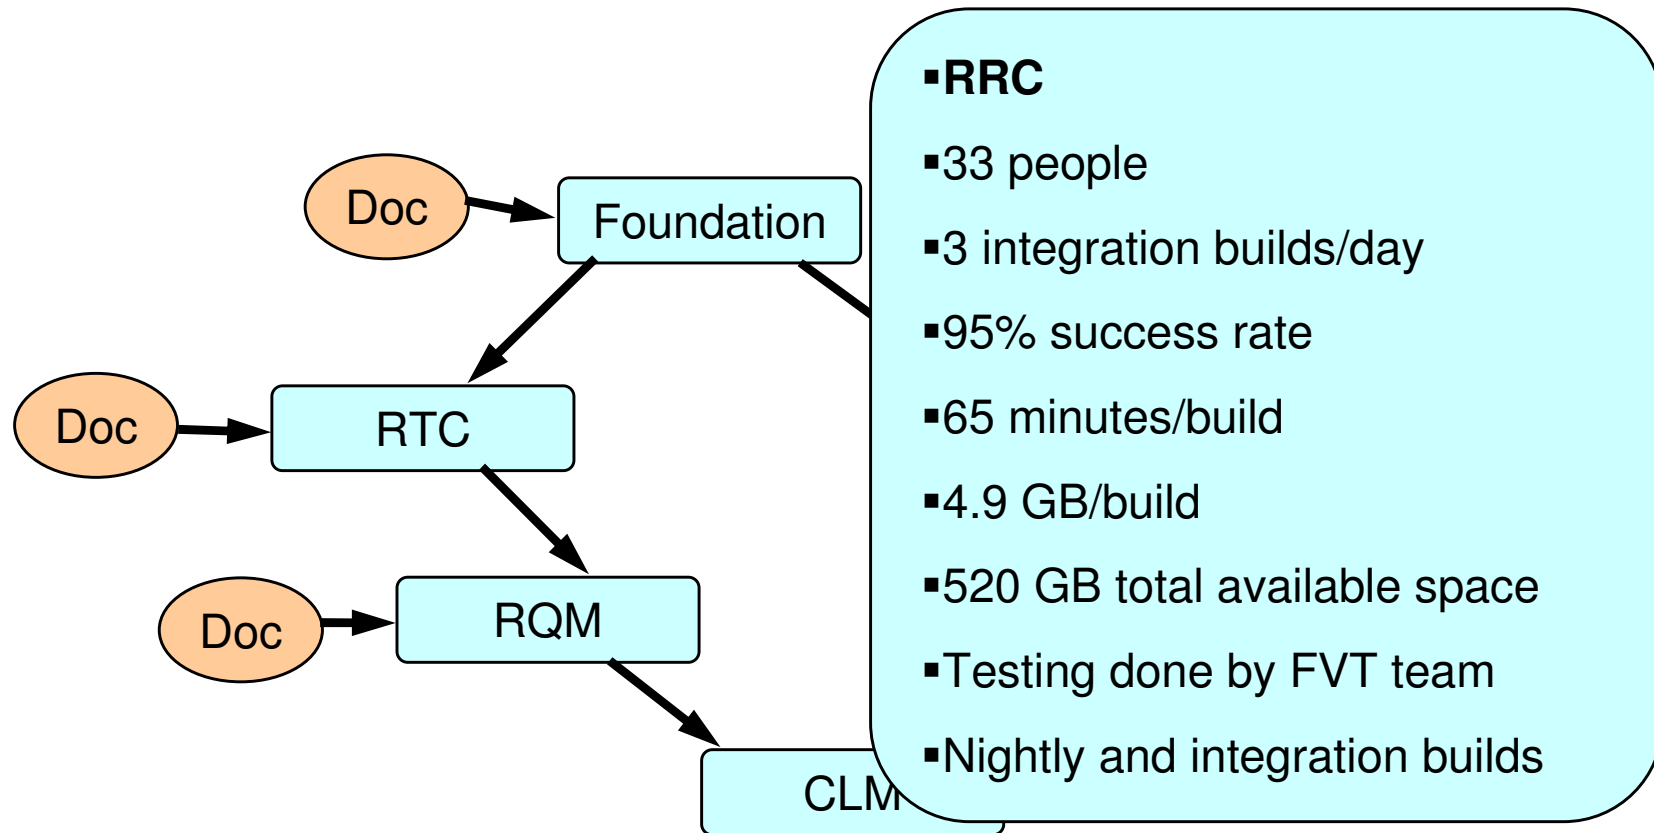 Doc
Foundation
Doc
RTC
Doc
RQM
CLM
▪RRC
▪33 people
▪3 integration builds/day
▪95% success rate
▪65 minutes/build
▪4.9 GB/build
▪520 GB total available space
▪Testing done by FVT team
▪Nightly and integration builds